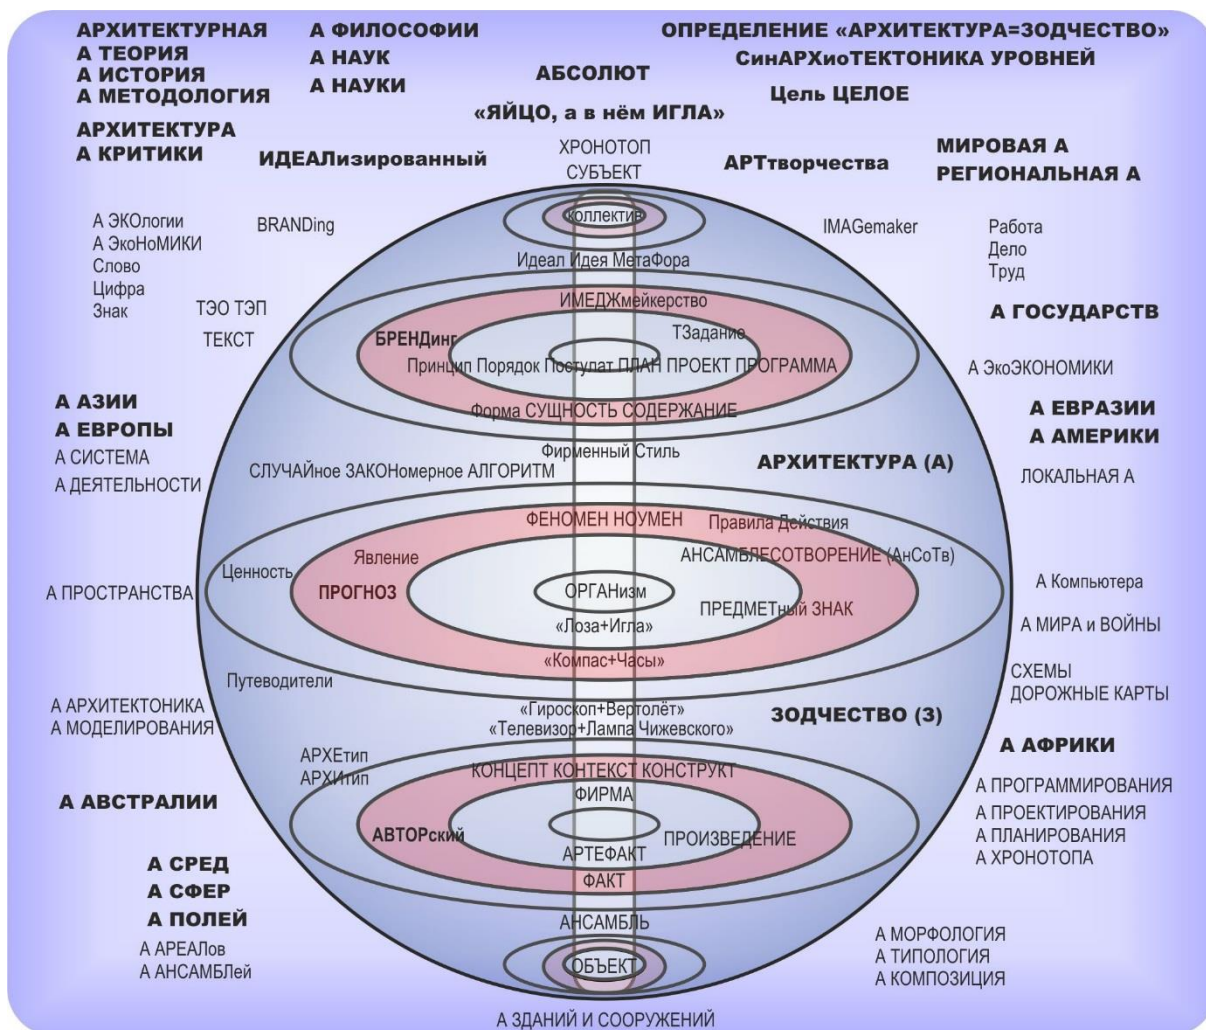 АРХИТЕКТУРНАЯ
А ТЕОРИЯ
А ИСТОРИЯ
А МЕТОДОЛОГИЯ
АРХИТЕКТУРА
А КРИТИКИ
А ФИЛОСОФИИ
А НАУК
А НАУКИ
АБСОЛЮТ
«ЯЙЦО, а в нём ИГЛА»
ОПРЕДЕЛЕНИЕ «АРХИТЕКТУРА=ЗОДЧЕСТВО»
СинАРХиоТЕКТОНИКА УРОВНЕЙ
Цель ЦЕЛОЕ
ИДЕАЛизированный
ХРОНОТОП
СУБЪЕКТ
АРТтворчества
МИРОВАЯ А
РЕГИОНАЛЬНАЯ А
А ЭКОлогии
А ЭкоНоМИКИ
Слово
Цифра
Знак
BRANDing
коллектив
IMAGemaker
Работа
Дело
Труд
Идеал Идея МетаФора
ТЭО ТЭП
ТЕКСТ
ИМЕДЖмейкерство
БРЕНДинг
ТЗадание
Принцип Порядок Постулат ПЛАН ПРОЕКТ ПРОГРАММА
Форма СУЩНОСТЬ СОДЕРЖАНИЕ
А ГОСУДАРСТВ
А ЭкоЭКОНОМИКИ
А АЗИИ
А ЕВРОПЫ
А СИСТЕМА
А ДЕЯТЕЛЬНОСТИ
Фирменный Стиль
СЛУЧАЙное ЗАКОНомерное АЛГОРИТМ
АРХИТЕКТУРА (А)
А ЕВРАЗИИ
А АМЕРИКИ
ЛОКАЛЬНАЯ А
ФЕНОМЕН НОУМЕН
Правила Действия
Явление
АНСАМБЛЕСОТВОРЕНИЕ (АнСоТв)
Ценность
ПРОГНОЗ
ОРГАНизм
ПРЕДМЕТный ЗНАК
«Лоза+Игла»
«Компас+Часы»
А ПРОСТРАНСТВА
А Компьютера
А МИРА и ВОЙНЫ
Путеводители
СХЕМЫ
ДОРОЖНЫЕ КАРТЫ
А АРХИТЕКТОНИКА
А МОДЕЛИРОВАНИЯ
«Гироскоп+Вертолёт»
«Телевизор+Лампа Чижевского»
ЗОДЧЕСТВО (З)
АРХЕтип
АРХИтип
КОНЦЕПТ КОНТЕКСТ КОНСТРУКТ
ФИРМА
АВТОРский
ПРОИЗВЕДЕНИЕ
АРТЕФАКТ
ФАКТ
А АФРИКИ
А ПРОГРАММИРОВАНИЯ
А ПРОЕКТИРОВАНИЯ
А ПЛАНИРОВАНИЯ
А ХРОНОТОПА
А АВСТРАЛИИ
А СРЕД
А СФЕР
А ПОЛЕЙ
А АРЕАЛов
А АНСАМБЛей
АНСАМБЛЬ
ОБЪЕКТ
А МОРФОЛОГИЯ
А ТИПОЛОГИЯ
А КОМПОЗИЦИЯ
А ЗДАНИЙ И СООРУЖЕНИЙ